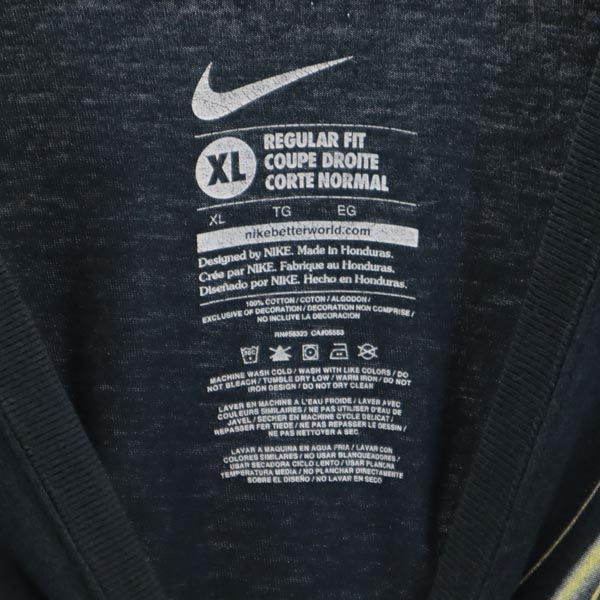 XL
REGULAR FIT
COUPE DROITE
CORTE NORMAL
XL TG EG
nikebetterworld.com
Designed by NIKE. Made in Honduras.
Crée par NIKE. Fabrique au Honduras.
Diseñado por NIKE. Hecho en Honduras.
100% COTTON / COTON / ALGODON /
EXCLUSIVE OF DECORATION / DECORATION NON COMPRISE /
NO INCLUYE LA DECORACION
RN#56323 CA#05553
MACHINE WASH COLD / WASH WITH LIKE COLORS / DO
NOT BLEACH / TUMBLE DRY LOW / WARM IRON / DO NOT
IRON DESIGN / DO NOT DRY CLEAN
LAVER EN MACHINE A L'EAU FROIDE / LAVER AVEC
COULEURS SIMILAIRES / NE PAS UTILISER D'EAU DE
JAVEL / SECHER EN MACHINE CYCLE DELICAT /
REPASSER FER TIEDE / NE PAS REPASSER LE DESSIN /
NE PAS NETTOYER A SEC
LAVAR A MAQUINA EN AGUA FRIA / LAVAR CON
COLORES SIMILARES / NO USAR BLANQUEADORES /
USAR SECADORA CICLO LENTO / USAR PLANCHA
TEMPERATURA MEDIA / NO PLANCHAR DIRECTAMENTE
SOBRE EL DISEÑO / NO LAVAR EN SECO